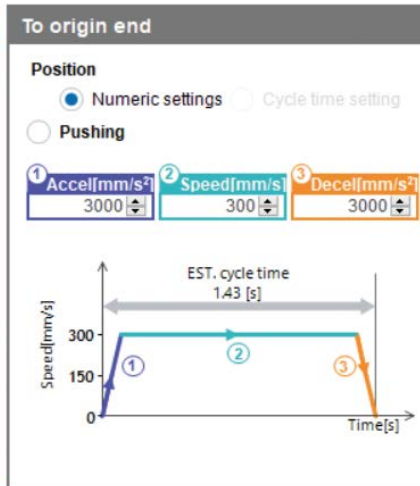 To origin end
Position
Numeric settings Cycle time setting
Pushing
1 Accel[mm/s²] 2 Speed[mm/s] 3 Decel[mm/s²]
3000 300 3000
EST. cycle time
1.43 [s]
Speed[mm/s]
300
150
0
1
2
3
Time[s]